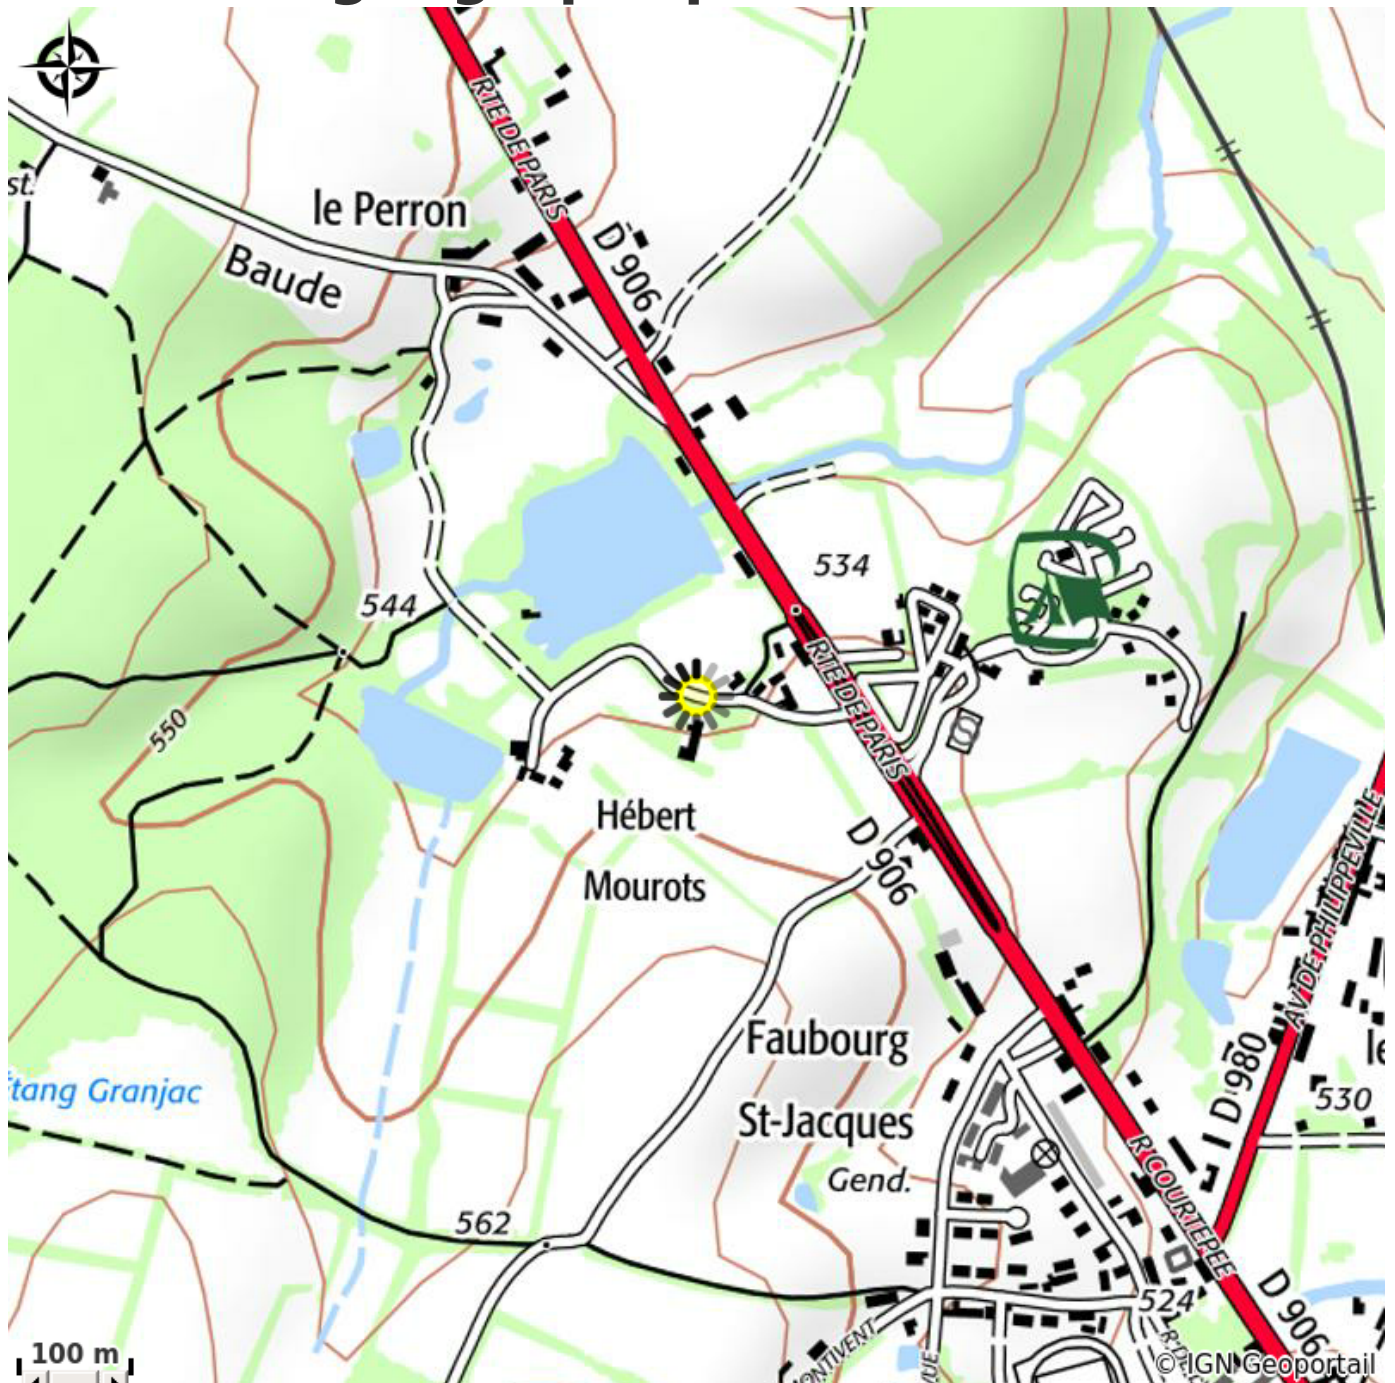 RTE DE PARIS
st.
le Perron
D 906
Baude
534
544
RTE DE PARIS
550
Hébert
Mourots
D 906
AV DE PHILIPPEVILLE
Faubourg
St-Jacques
Gend.
D 980
530
Étang Granjac
R COURTEPEE
562
524
D 906
100 m
© IGN Geoportail